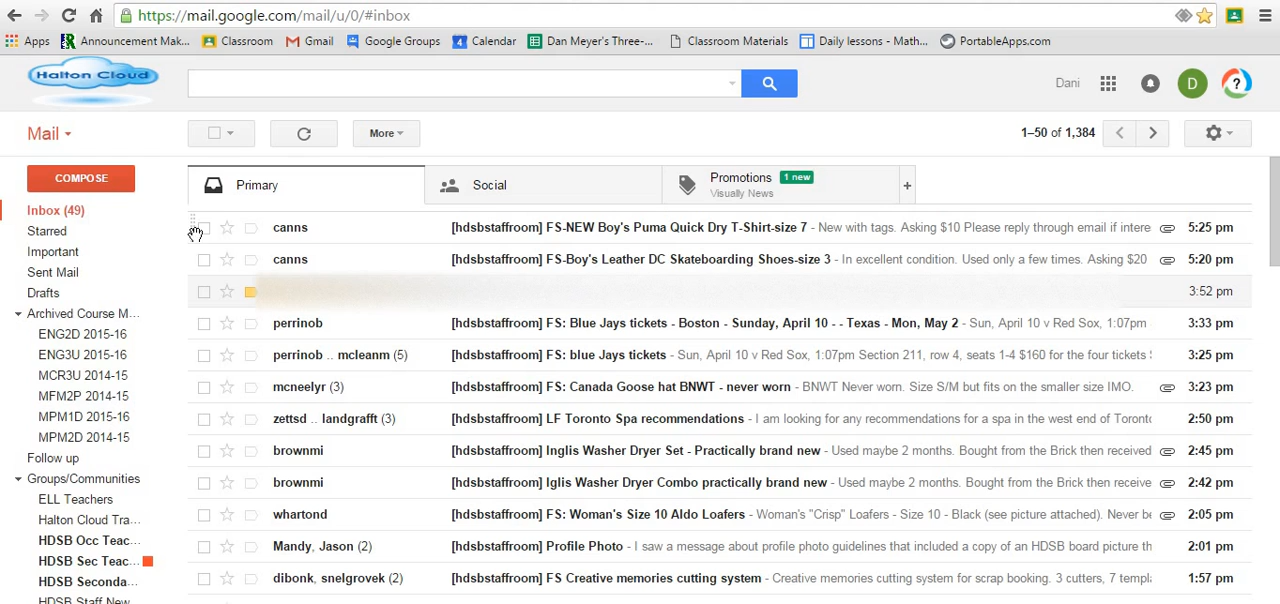 https://mail.google.com/mail/u/0/#inbox
Apps Announcement Mak... Classroom Gmail Google Groups 4 Calendar Dan Meyer's Three-... Classroom Materials Daily lessons - Math... PortableApps.com
Halton Cloud Dani D ?
Mail More 1–50 of 1,384
COMPOSE
Primary Social Promotions 1 new
Visually News
+
Inbox (49)
Starred
Important
Sent Mail
Drafts
Archived Course M...
ENG2D 2015-16
ENG3U 2015-16
MCR3U 2014-15
MFM2P 2014-15
MPM1D 2015-16
MPM2D 2014-15
Follow up
Groups/Communities
ELL Teachers
Halton Cloud Tra...
HDSB Occ Teac...
HDSB Sec Teac...
HDSB Seconda...
HDSB Staff New
canns [hdsbstaffroom] FS-NEW Boy's Puma Quick Dry T-Shirt-size 7 - New with tags. Asking $10 Please reply through email if intere 5:25 pm
canns [hdsbstaffroom] FS-Boy's Leather DC Skateboarding Shoes-size 3 - In excellent condition. Used only a few times. Asking $20 5:20 pm
3:52 pm
perrinob [hdsbstaffroom] FS: Blue Jays tickets - Boston - Sunday, April 10 - - Texas - Mon, May 2 - Sun, April 10 v Red Sox, 1:07pm 3:33 pm
perrinob .. mcleanm (5) [hdsbstaffroom] FS: blue Jays tickets - Sun, April 10 v Red Sox, 1:07pm Section 211, row 4, seats 1-4 $160 for the four tickets 3:25 pm
mcneelyr (3) [hdsbstaffroom] FS: Canada Goose hat BNWT - never worn - BNWT Never worn. Size S/M but fits on the smaller size IMO. 3:23 pm
zettsd .. landgrafft (3) [hdsbstaffroom] LF Toronto Spa recommendations - I am looking for any recommendations for a spa in the west end of Toronto 2:50 pm
brownmi [hdsbstaffroom] Inglis Washer Dryer Set - Practically brand new - Used maybe 2 months. Bought from the Brick then received 2:45 pm
brownmi [hdsbstaffroom] Iglis Washer Dryer Combo practically brand new - Used maybe 2 months. Bought from the Brick then receive 2:42 pm
whartond [hdsbstaffroom] FS: Woman's Size 10 Aldo Loafers - Woman's "Crisp" Loafers - Size 10 - Black (see picture attached). Never be 2:05 pm
Mandy, Jason (2) [hdsbstaffroom] Profile Photo - I saw a message about profile photo guidelines that included a copy of an HDSB board picture th 2:01 pm
dibonk, snelgrovek (2) [hdsbstaffroom] FS Creative memories cutting system - Creative memories cutting system for scrap booking. 3 cutters, 7 templa 1:57 pm